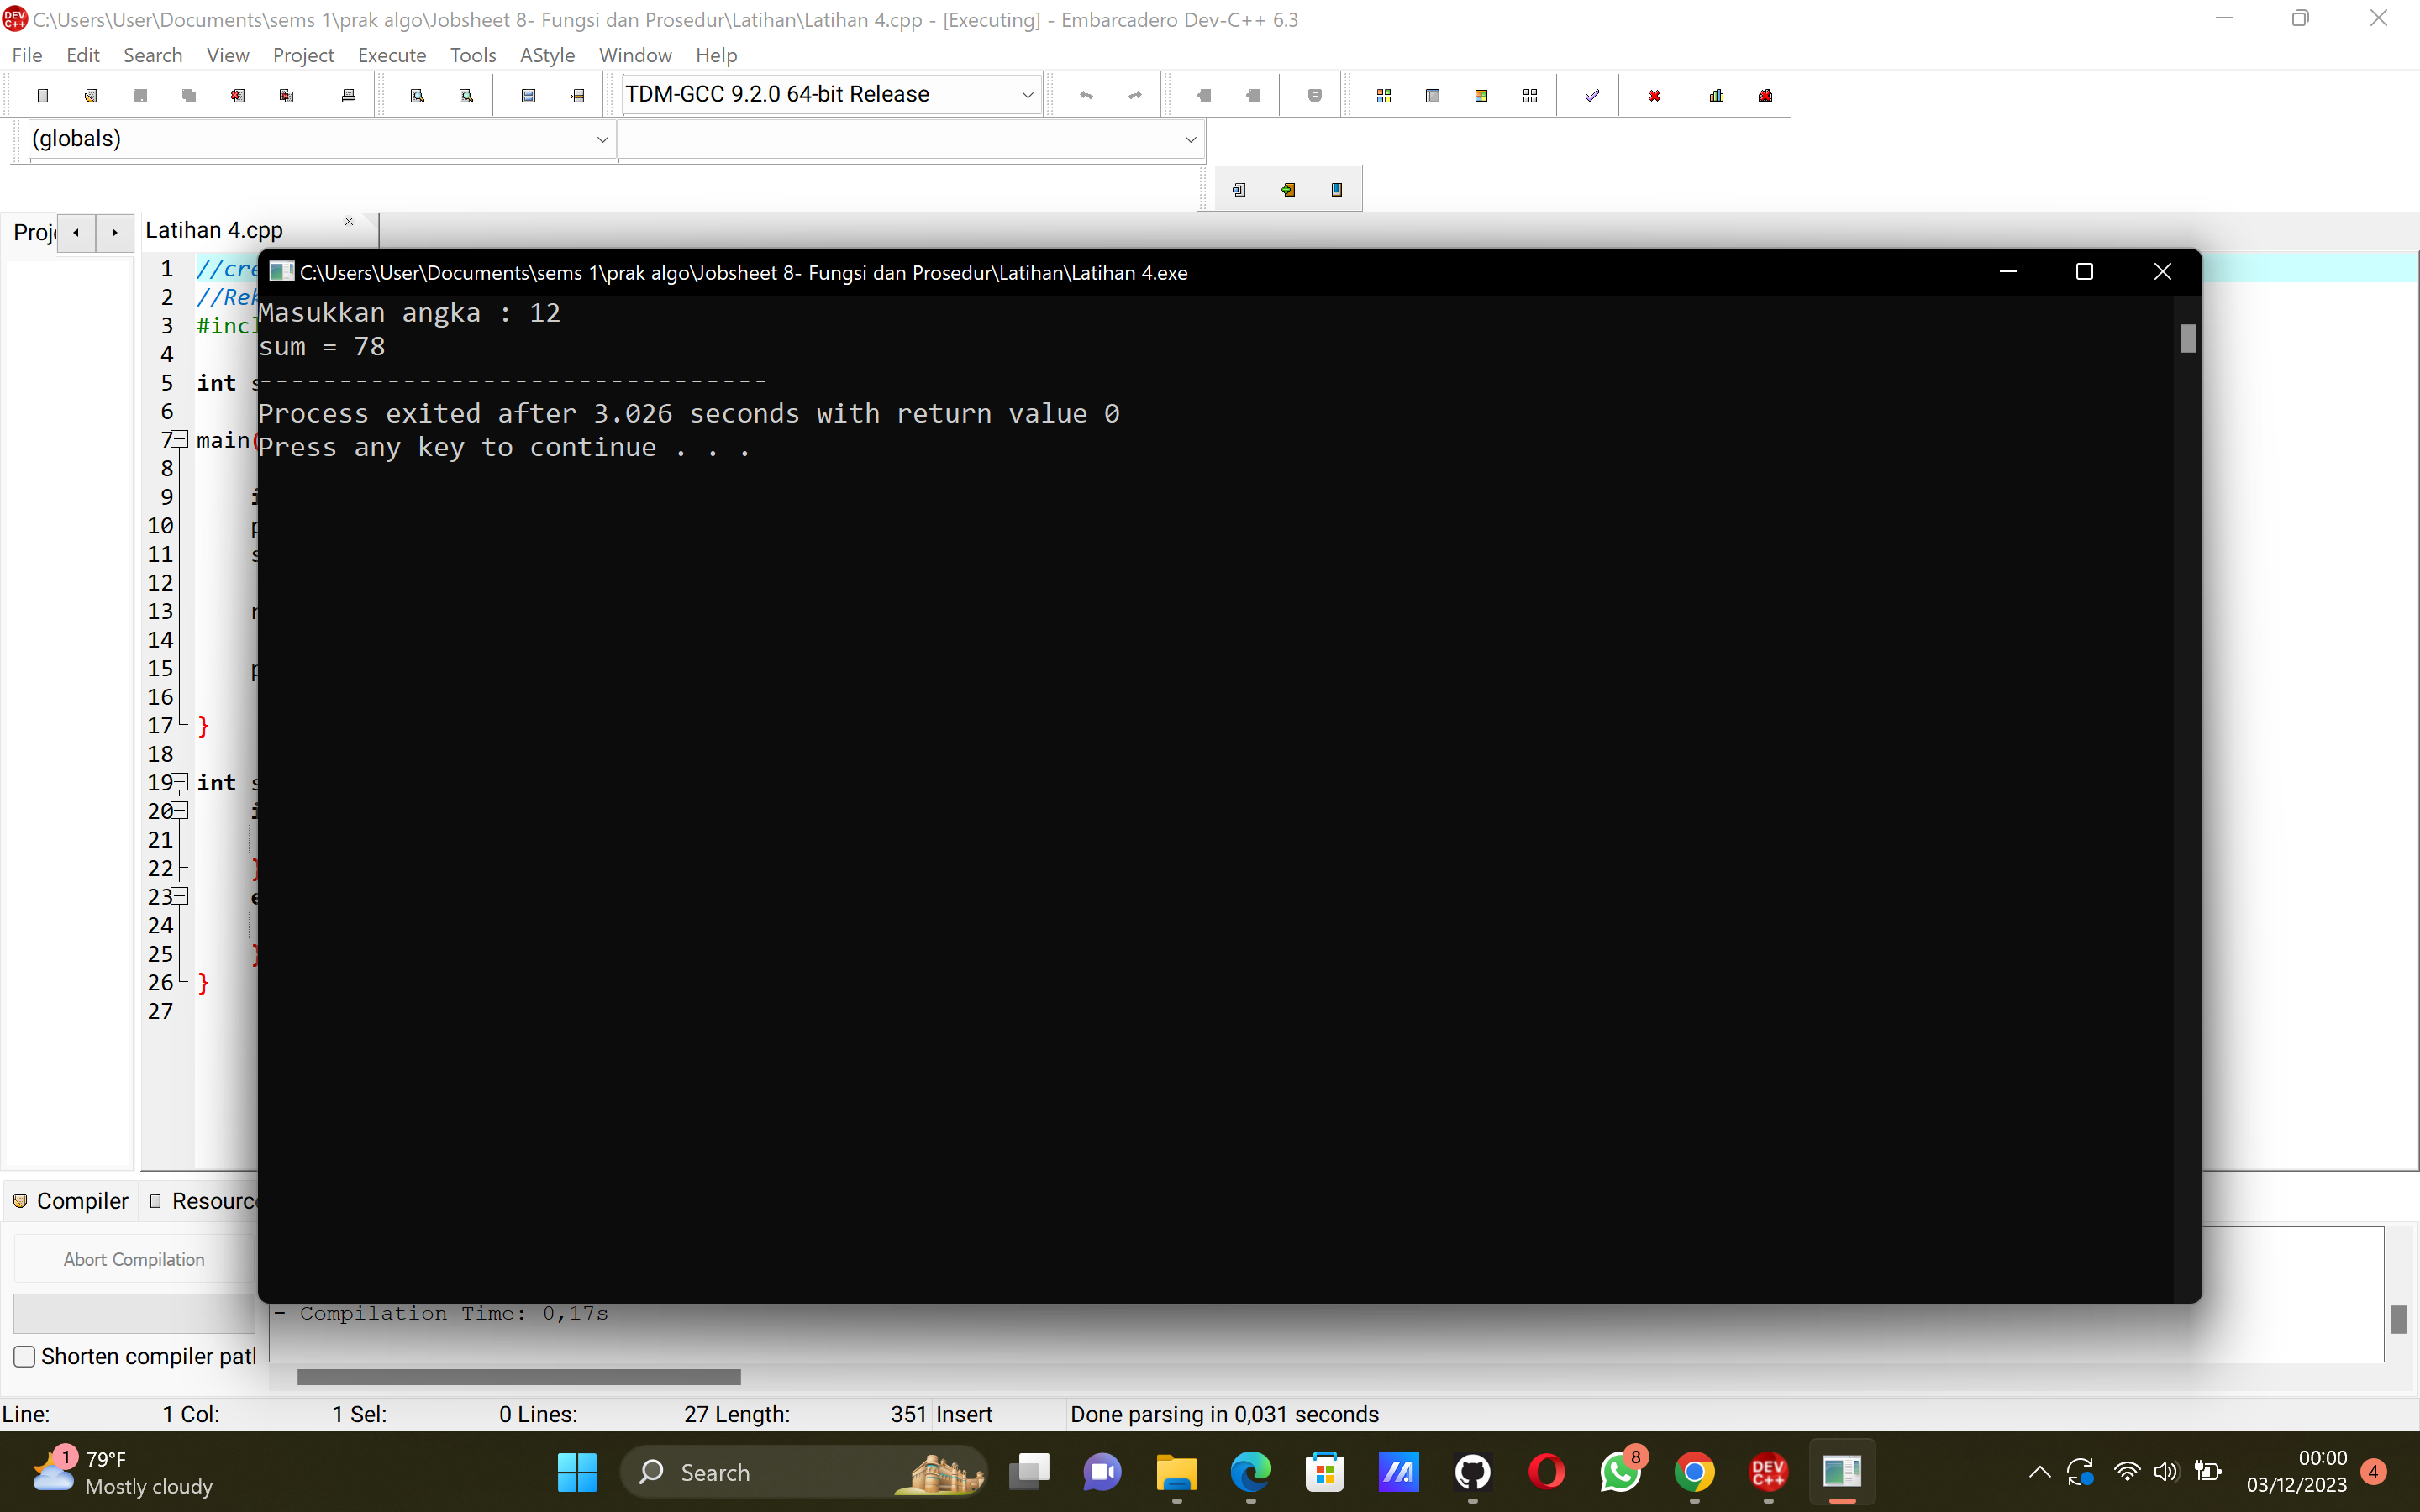 C:\Users\User\Documents\sems 1\prak algo\Jobsheet 8- Fungsi dan Prosedur\Latihan\Latihan 4.cpp - [Executing] - Embarcadero Dev-C++ 6.3
File Edit Search View Project Execute Tools AStyle Window Help
TDM-GCC 9.2.0 64-bit Release
(globals)
Latihan 4.cpp
C:\Users\User\Documents\sems 1\prak algo\Jobsheet 8- Fungsi dan Prosedur\Latihan\Latihan 4.exe
Masukkan angka : 12
sum = 78
--------------------------------
Process exited after 3.026 seconds with return value 0
Press any key to continue . . .
1 //cre
2
3 #incl
4
5 int s
6
7 main(
8
9
10
11
12
13
14
15
16
17 }
18
19 int s
20
21
22
23
24
25
26 }
27
Compiler
Abort Compilation
Shorten compiler
- Compilation Time: 0,17s
Line: 1 Col: 1 Sel: 0 Lines: 27 Length: 351 Insert Done parsing in 0,031 seconds
1
79°F
Mostly cloudy
Search
8
DEV C++
00:00
03/12/2023
4